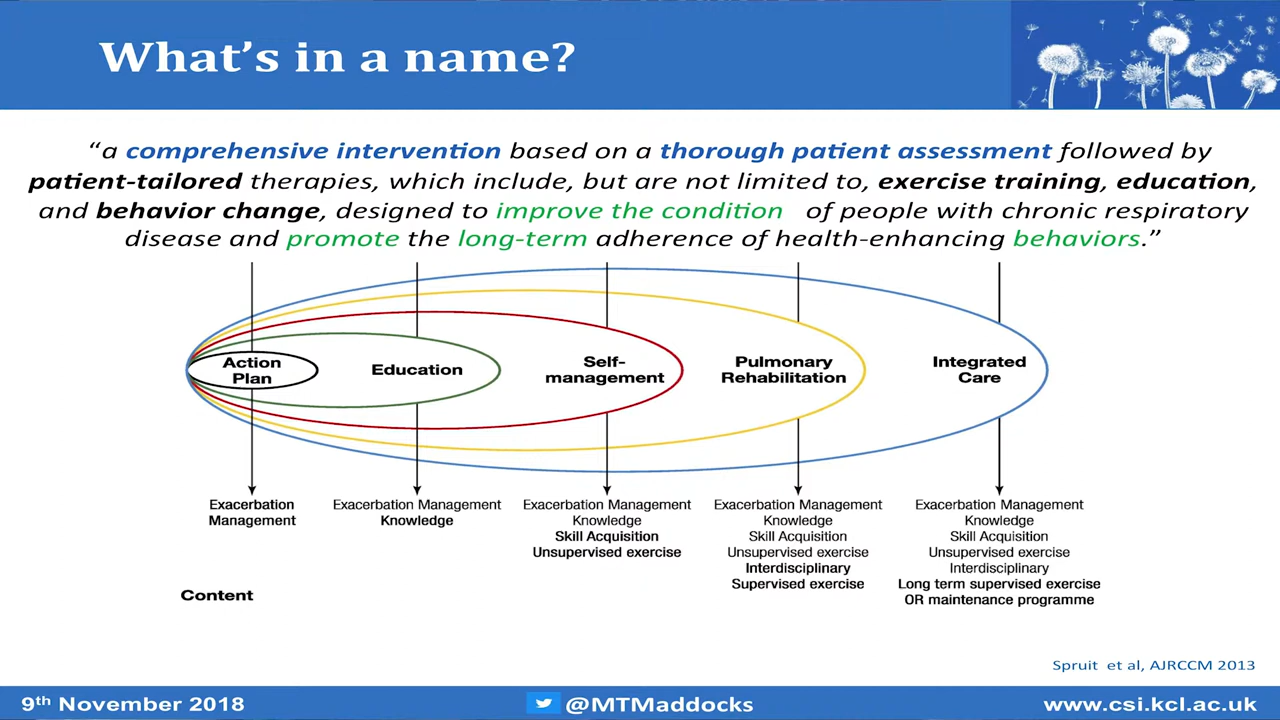 What's in a name?
“a comprehensive intervention based on a thorough patient assessment followed by
patient-tailored therapies, which include, but are not limited to, exercise training, education,
and behavior change, designed to improve the condition of people with chronic respiratory
disease and promote the long-term adherence of health-enhancing behaviors.”
Action
Plan
Education
Self-
management
Pulmonary
Rehabilitation
Integrated
Care
Exacerbation
Management
Exacerbation Management
Knowledge
Exacerbation Management
Knowledge
Skill Acquisition
Unsupervised exercise
Exacerbation Management
Knowledge
Skill Acquisition
Unsupervised exercise
Interdisciplinary
Supervised exercise
Exacerbation Management
Knowledge
Skill Acquisition
Unsupervised exercise
Interdisciplinary
Long term supervised exercise
OR maintenance programme
Content
Spruit et al, AJRCCM 2013
9th November 2018
@MTMaddocks
www.csi.kcl.ac.uk